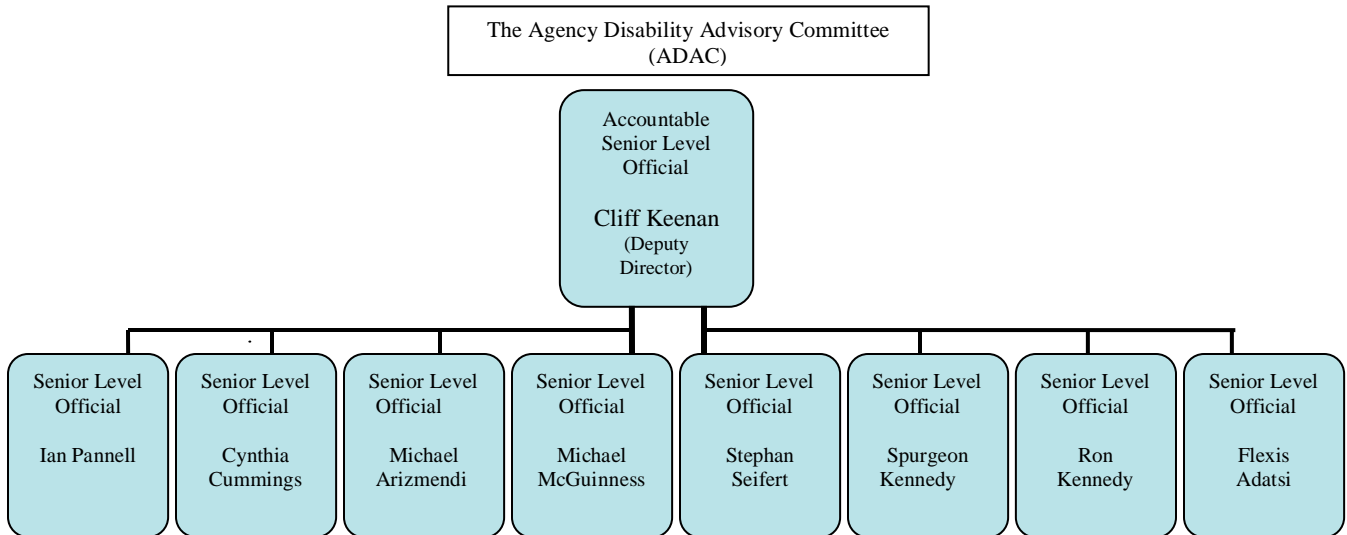 The Agency Disability Advisory Committee
(ADAC)
Accountable
Senior Level
Official
Cliff Keenan
(Deputy
Director)
Senior Level
Official
Ian Pannell
Senior Level
Official
Cynthia
Cummings
Senior Level
Official
Michael
Arizmendi
Senior Level
Official
Michael
McGuinness
Senior Level
Official
Stephan
Seifert
Senior Level
Official
Spurgeon
Kennedy
Senior Level
Official
Ron
Kennedy
Senior Level
Official
Flexis
Adatsi